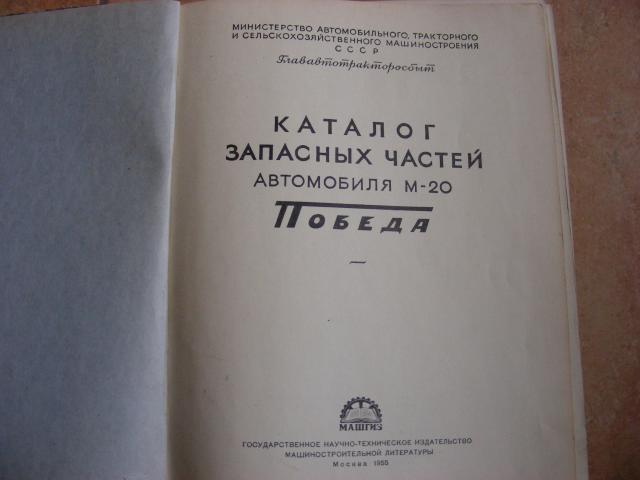 МИНИСТЕРСТВО АВТОМОБИЛЬНОГО, ТРАКТОРНОГО
И СЕЛЬСКОХОЗЯЙСТВЕННОГО МАШИНОСТРОЕНИЯ
СССР
Глававтотракторосбыт
КАТАЛОГ
ЗАПАСНЫХ ЧАСТЕЙ
АВТОМОБИЛЯ М-20
ПОБЕДА
—
МАШГИЗ
ГОСУДАРСТВЕННОЕ НАУЧНО-ТЕХНИЧЕСКОЕ ИЗДАТЕЛЬСТВО
МАШИНОСТРОИТЕЛЬНОЙ ЛИТЕРАТУРЫ
Москва 1955